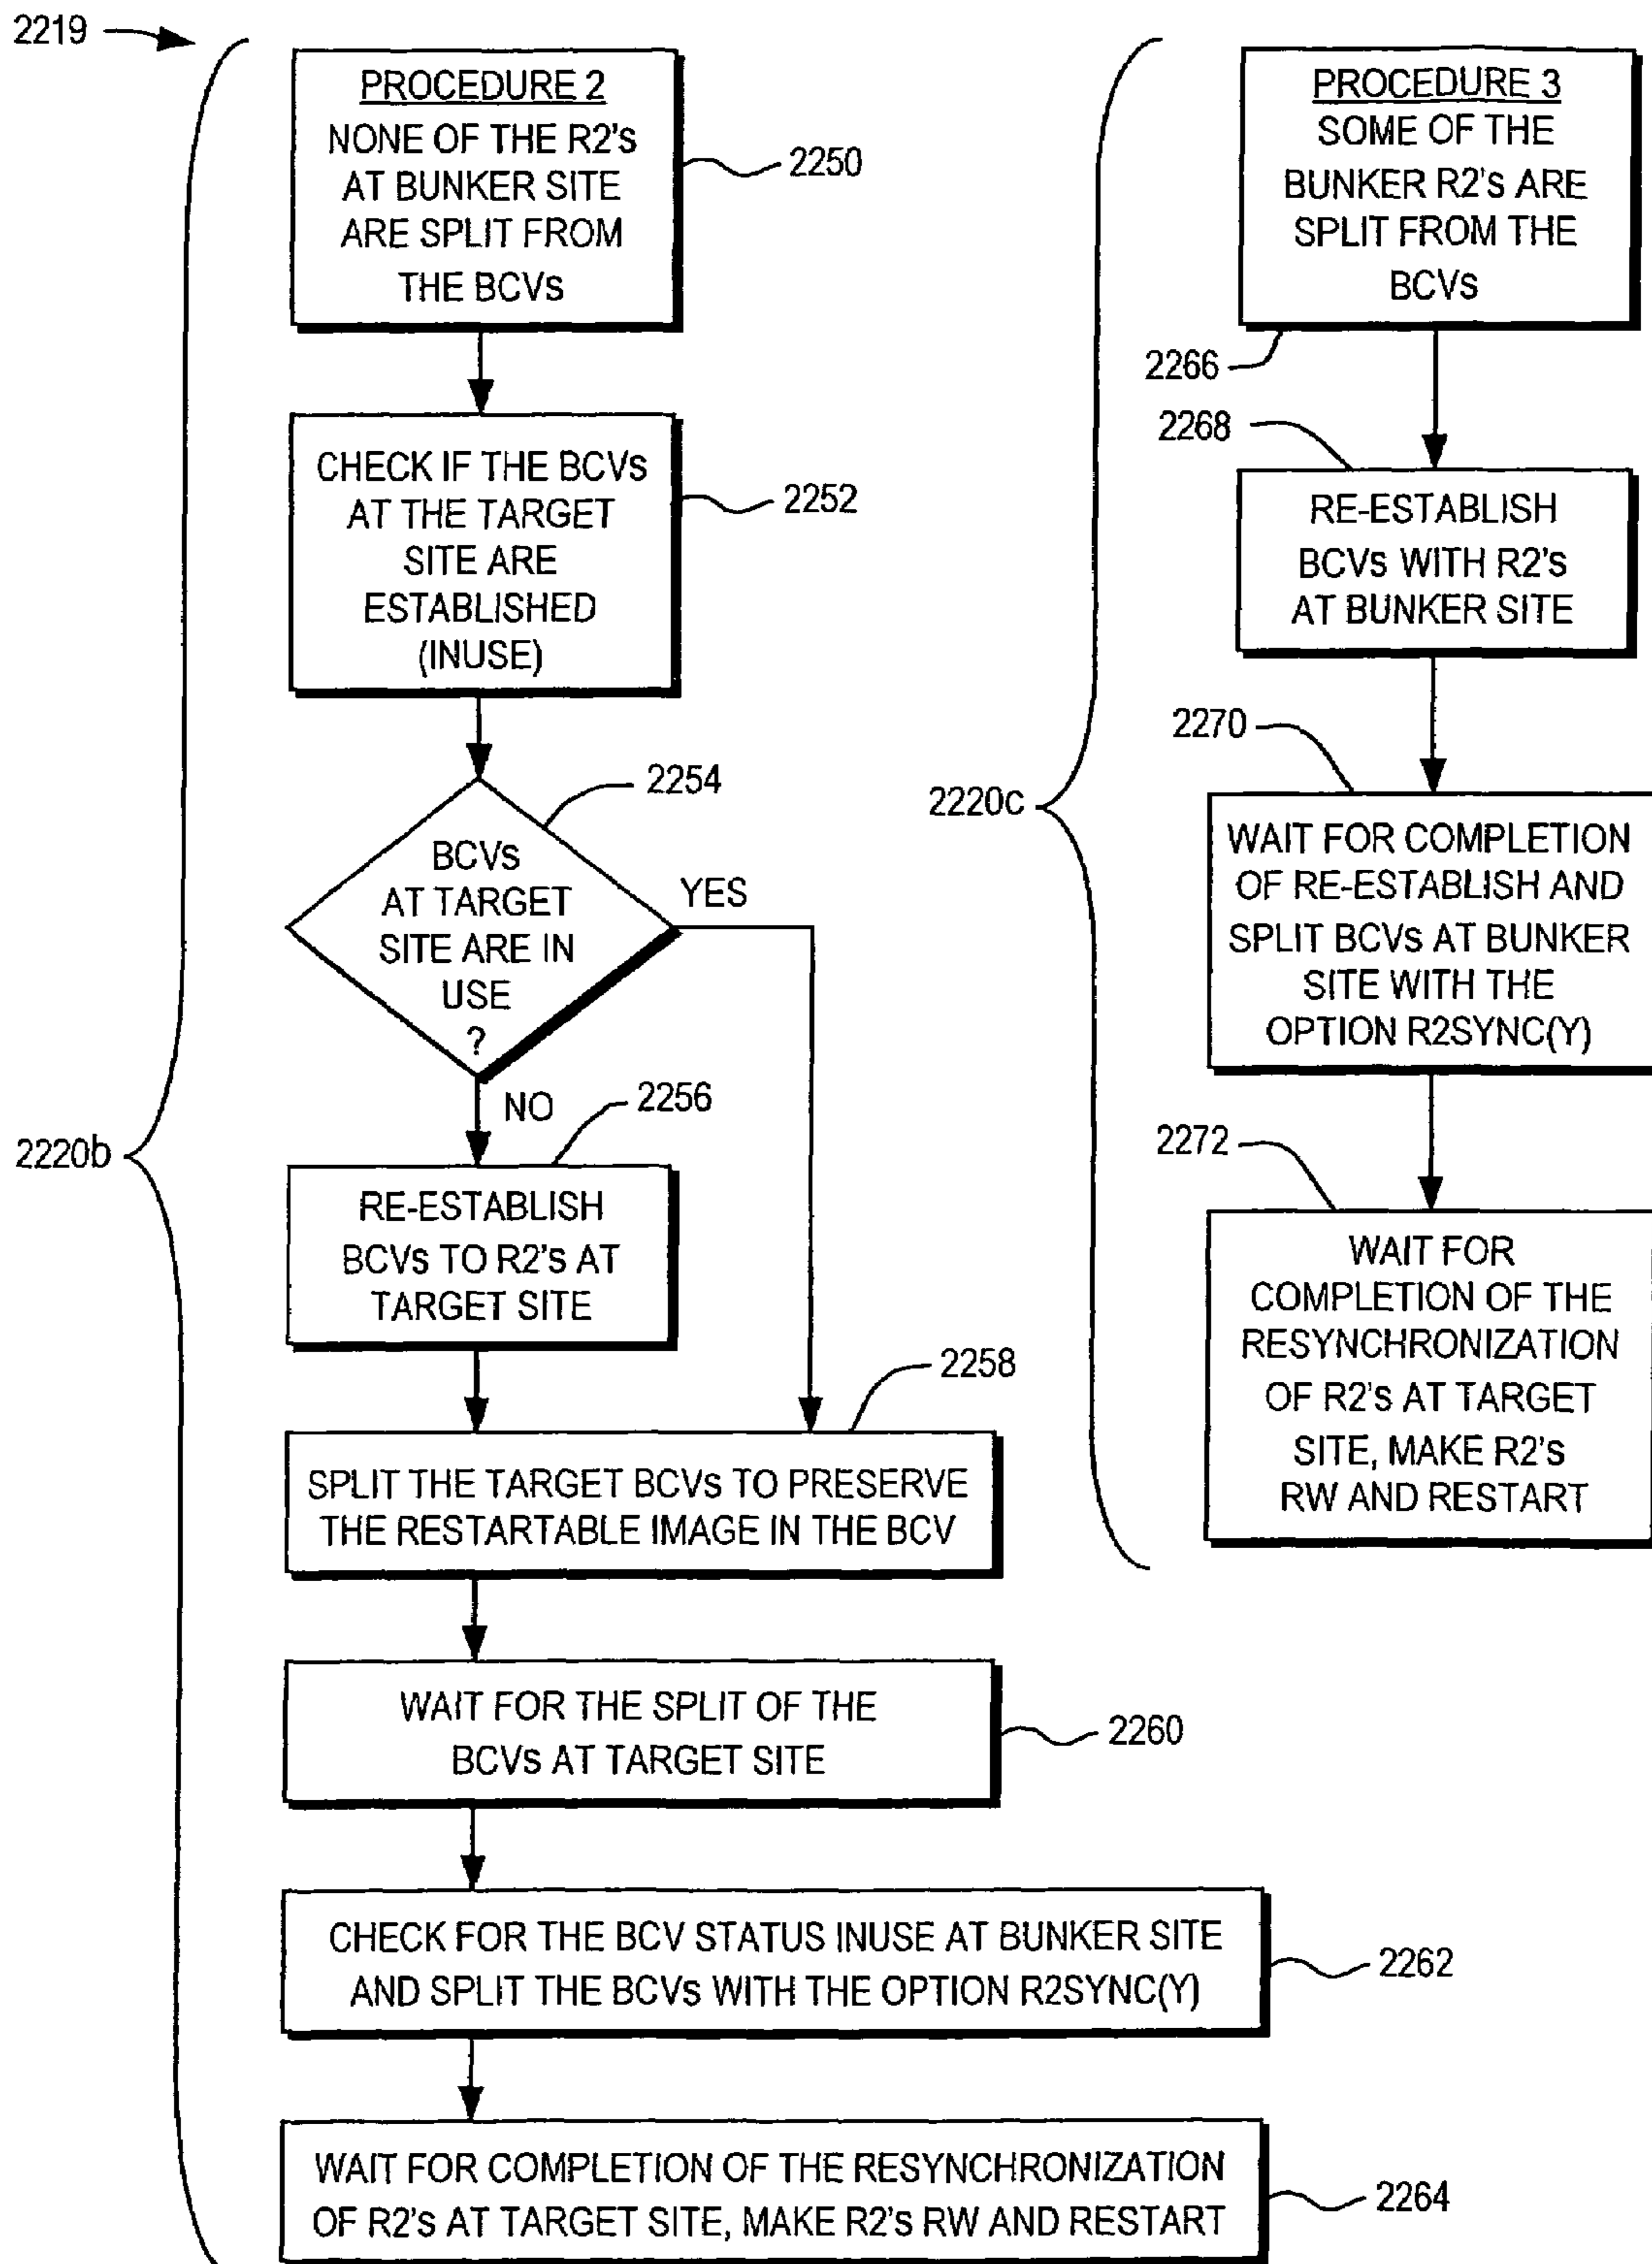 2219
PROCEDURE 2
NONE OF THE R2's
AT BUNKER SITE
ARE SPLIT FROM
THE BCVs
2250
CHECK IF THE BCVs
AT THE TARGET
SITE ARE
ESTABLISHED
(INUSE)
2252
2254
BCVs
AT TARGET
SITE ARE IN
USE
?
YES
NO
2256
2220b
RE-ESTABLISH
BCVs TO R2's AT
TARGET SITE
2258
SPLIT THE TARGET BCVs TO PRESERVE
THE RESTARTABLE IMAGE IN THE BCV
WAIT FOR THE SPLIT OF THE
BCVs AT TARGET SITE
2260
CHECK FOR THE BCV STATUS INUSE AT BUNKER SITE
AND SPLIT THE BCVs WITH THE OPTION R2SYNC(Y)
2262
WAIT FOR COMPLETION OF THE RESYNCHRONIZATION
OF R2's AT TARGET SITE, MAKE R2's RW AND RESTART
2264
PROCEDURE 3
SOME OF THE
BUNKER R2's ARE
SPLIT FROM THE
BCVs
2266
2268
RE-ESTABLISH
BCVs WITH R2's
AT BUNKER SITE
2270
2220c
WAIT FOR COMPLETION
OF RE-ESTABLISH AND
SPLIT BCVs AT BUNKER
SITE WITH THE
OPTION R2SYNC(Y)
2272
WAIT FOR
COMPLETION OF THE
RESYNCHRONIZATION
OF R2's AT TARGET
SITE, MAKE R2's
RW AND RESTART